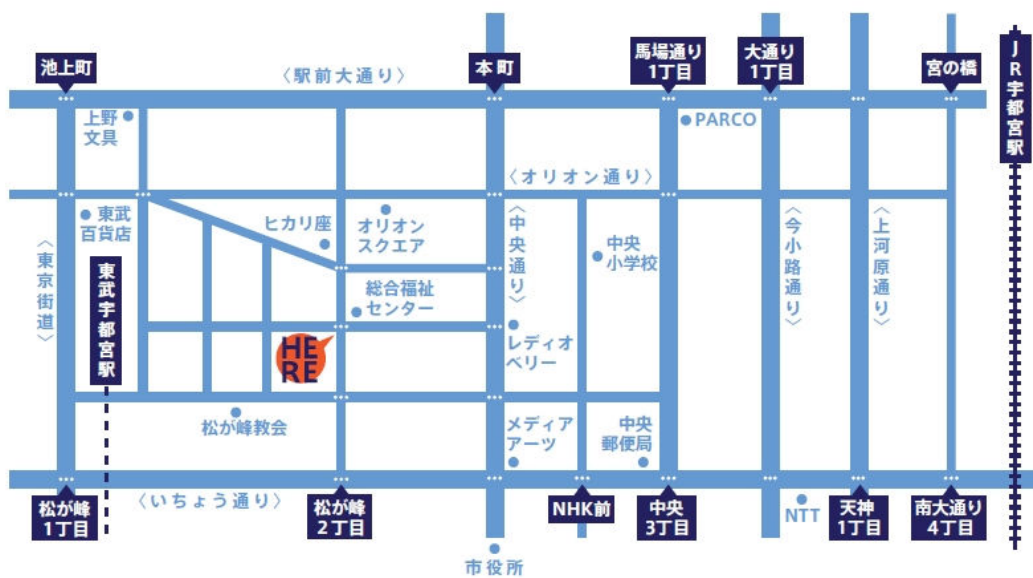 池上町
〈駅前大通り〉
本町
馬場通り
1丁目
大通り
1丁目
宮の橋
JR宇都宮駅
上野
文具
PARCO
〈オリオン通り〉
東武
百貨店
ヒカリ座
オリオン
スクエア
〈中央通り〉
中央
小学校
〈今小路通り〉
〈上河原通り〉
〈東京街道〉
東武宇都宮駅
総合福祉
センター
HE
RE
レディオ
ベリー
松が峰教会
メディア
アーツ
中央
郵便局
松が峰
1丁目
〈いちょう通り〉
松が峰
2丁目
NHK前
中央
3丁目
NTT
天神
1丁目
南大通り
4丁目
市役所